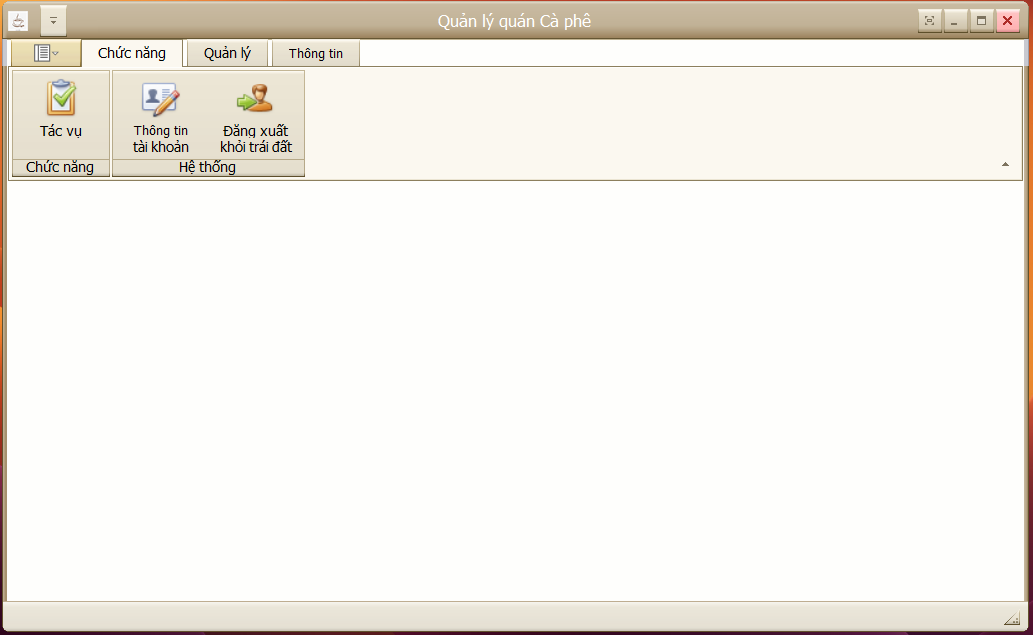 Quản lý quán Cà phê
Chức năng
Quản lý
Thông tin
Tác vụ
Thông tin
tài khoản
Đăng xuất
khỏi trái đất
Chức năng
Hệ thống